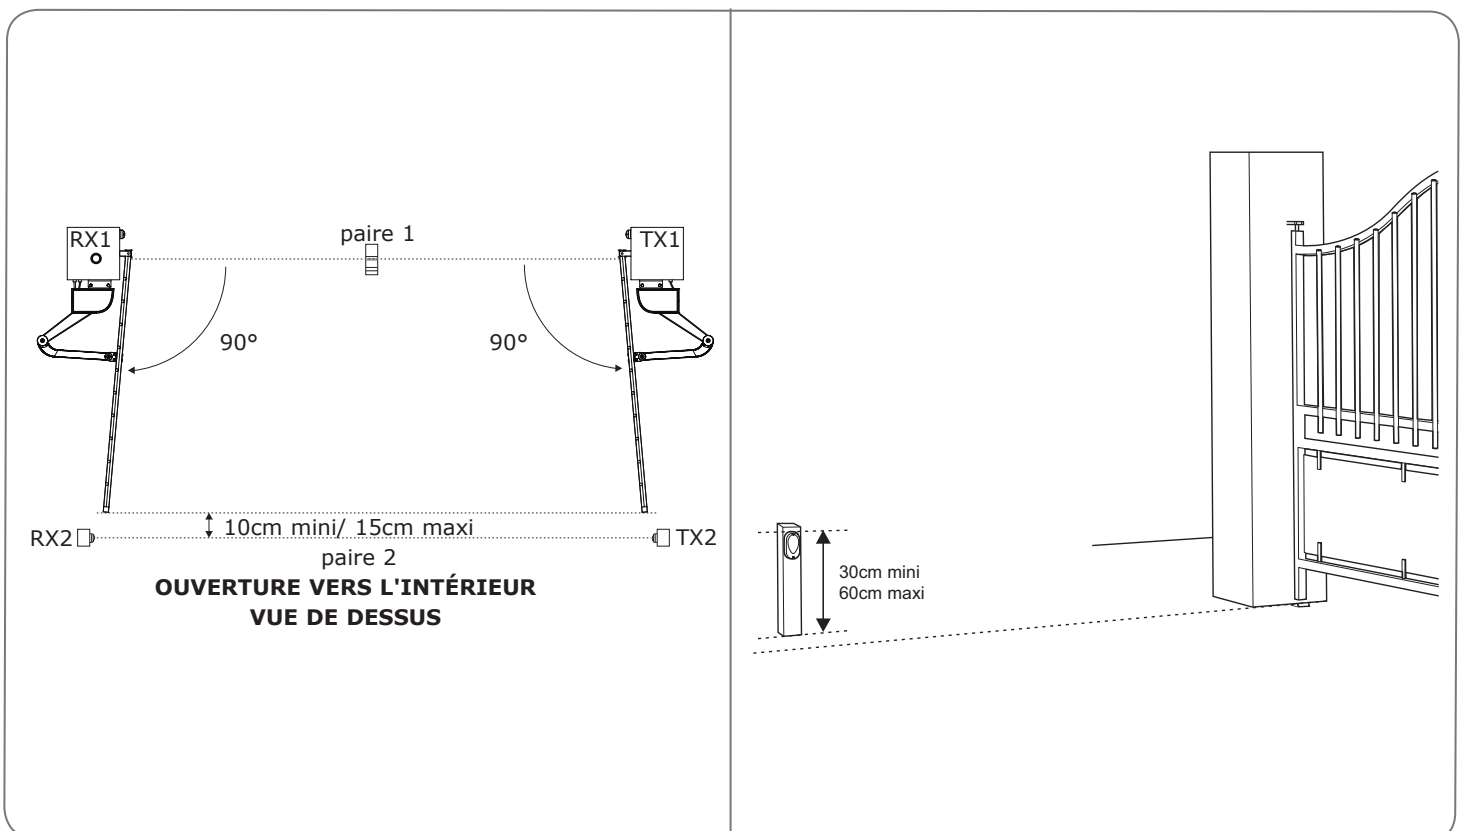 paire 1
RX1
TX1
90°
90°
10cm mini/ 15cm maxi
RX2
TX2
paire 2
OUVERTURE VERS L'INTÉRIEUR
VUE DE DESSUS
30cm mini
60cm maxi